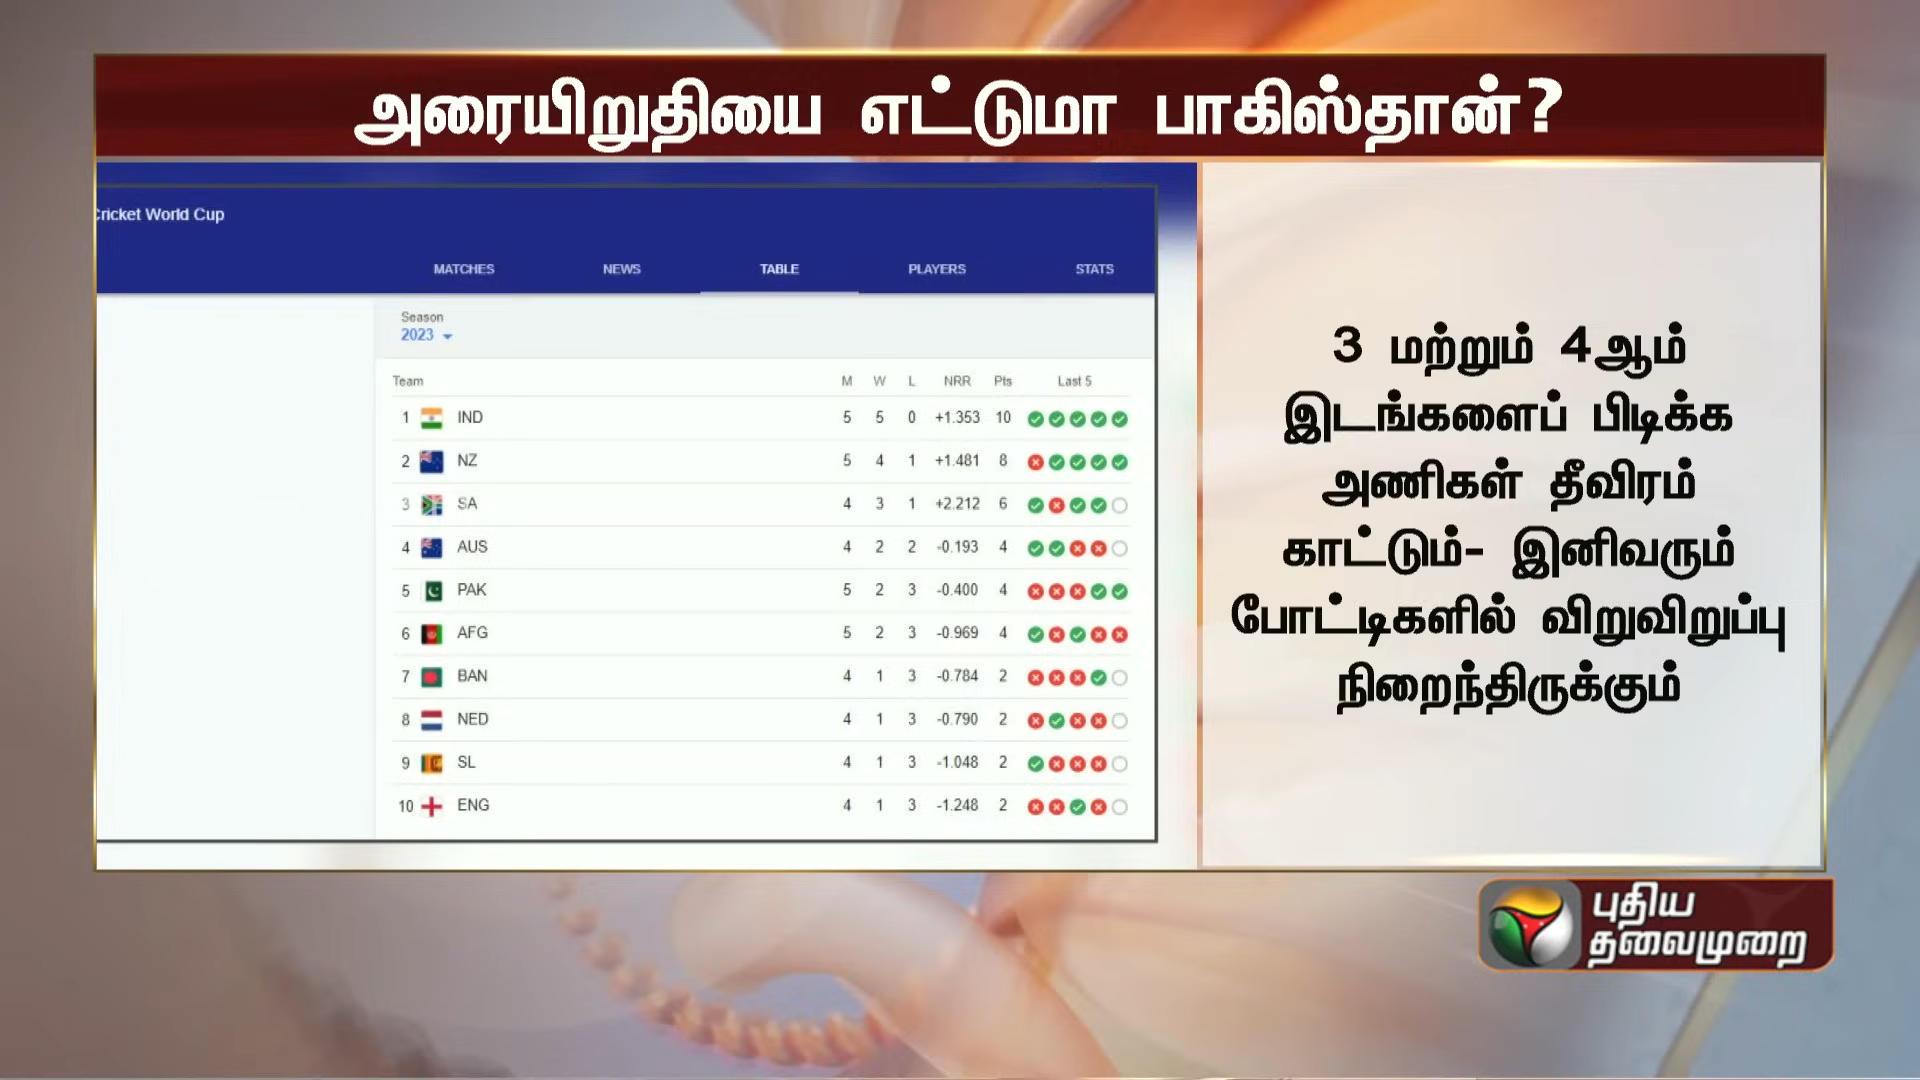 அரையிறுதியை எட்டுமா பாகிஸ்தான்?
Cricket World Cup
MATCHES NEWS TABLE PLAYERS STATS
Season
2023
Team M W L NRR Pts Last 5
1 IND 5 5 0 +1.353 10
2 NZ 5 4 1 +1.481 8
3 SA 4 3 1 +2.212 6
4 AUS 4 2 2 -0.193 4
5 PAK 5 2 3 -0.400 4
6 AFG 5 2 3 -0.969 4
7 BAN 4 1 3 -0.784 2
8 NED 4 1 3 -0.790 2
9 SL 4 1 3 -1.048 2
10 ENG 4 1 3 -1.248 2
3 மற்றும் 4ஆம்
இடங்களைப் பிடிக்க
அணிகள் தீவிரம்
காட்டும்- இனிவரும்
போட்டிகளில் விறுவிறுப்பு
நிறைந்திருக்கும்
புதிய
தலைமுறை